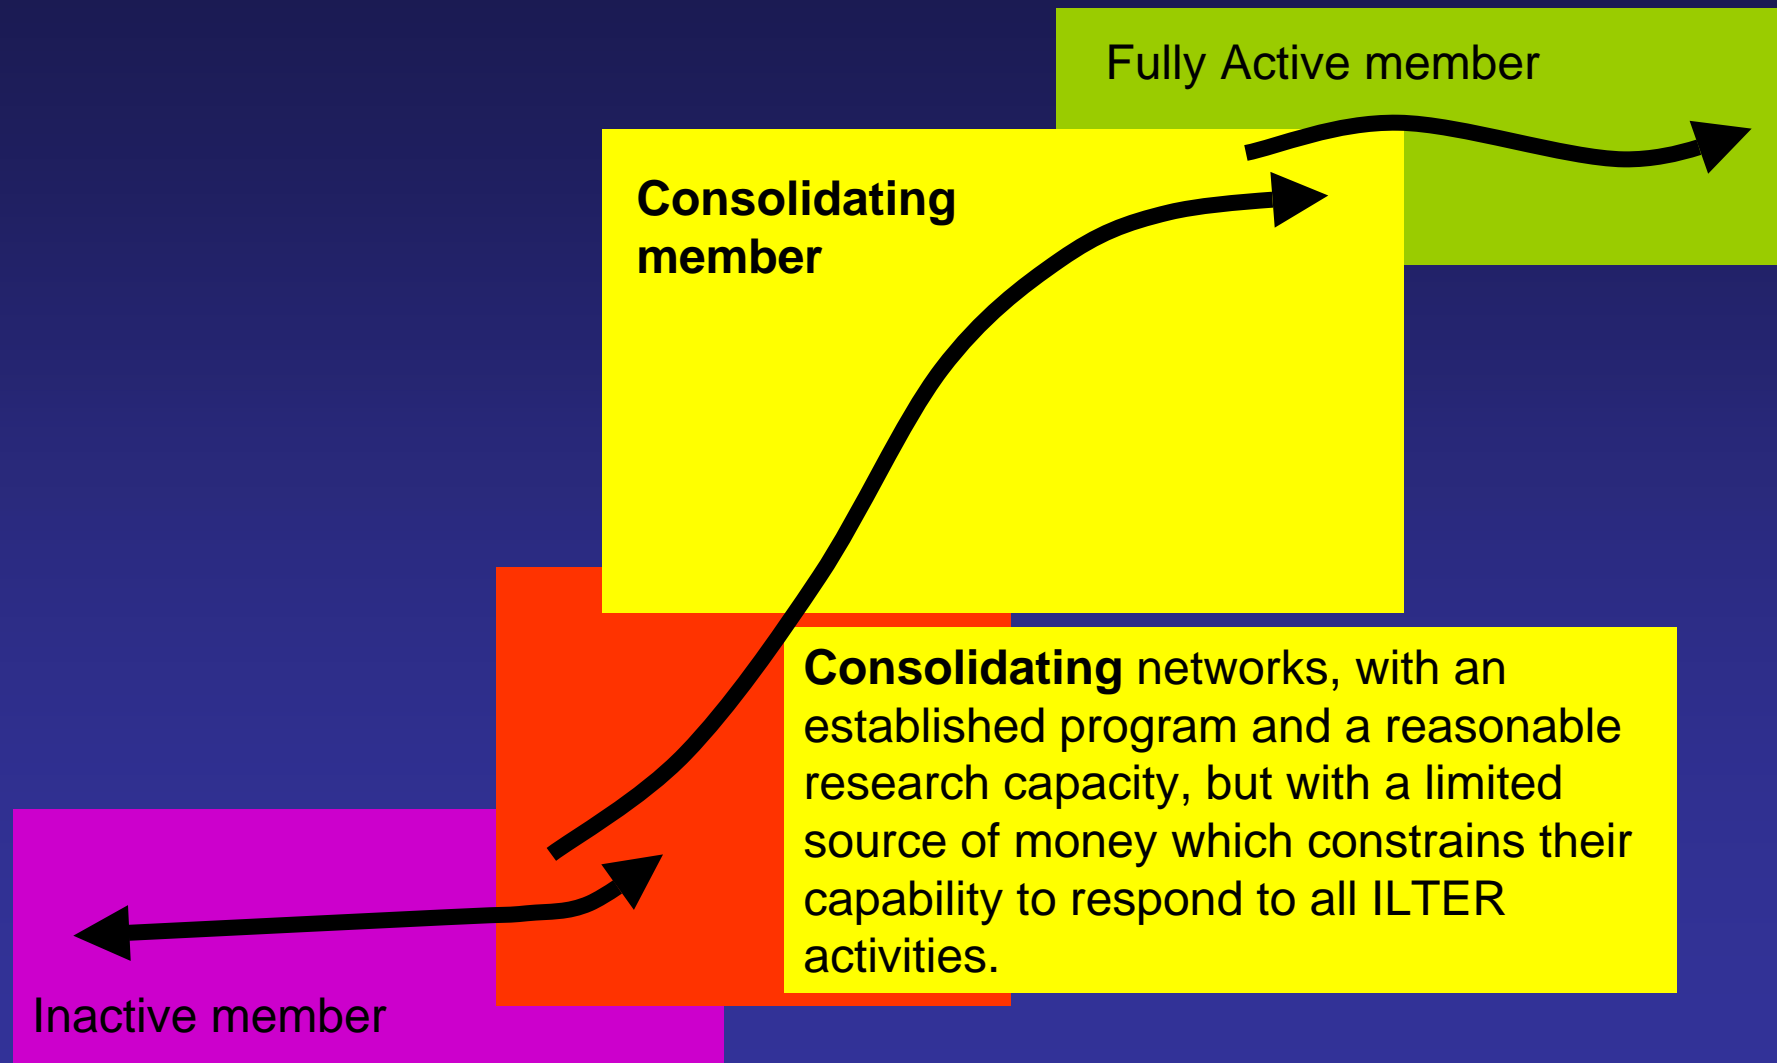 Fully Active member
Consolidating
member
Consolidating networks, with an
established program and a reasonable
research capacity, but with a limited
source of money which constrains their
capability to respond to all ILTER
activities.
Inactive member